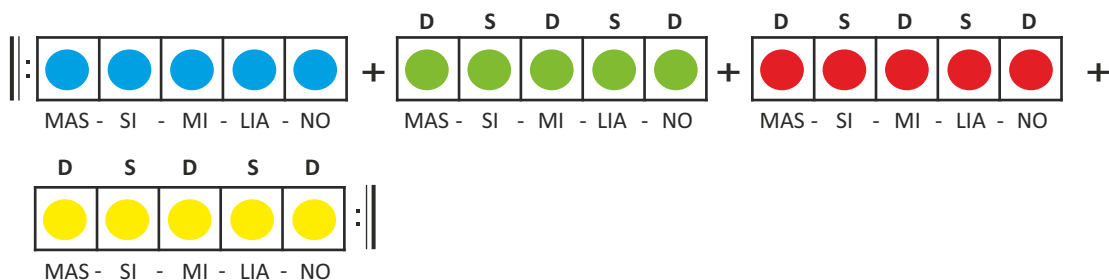 D S D S D D S D S D
‖: + + +
MAS - SI - MI - LIA - NO MAS - SI - MI - LIA - NO MAS - SI - MI - LIA - NO
D S D S D
:‖
MAS - SI - MI - LIA - NO